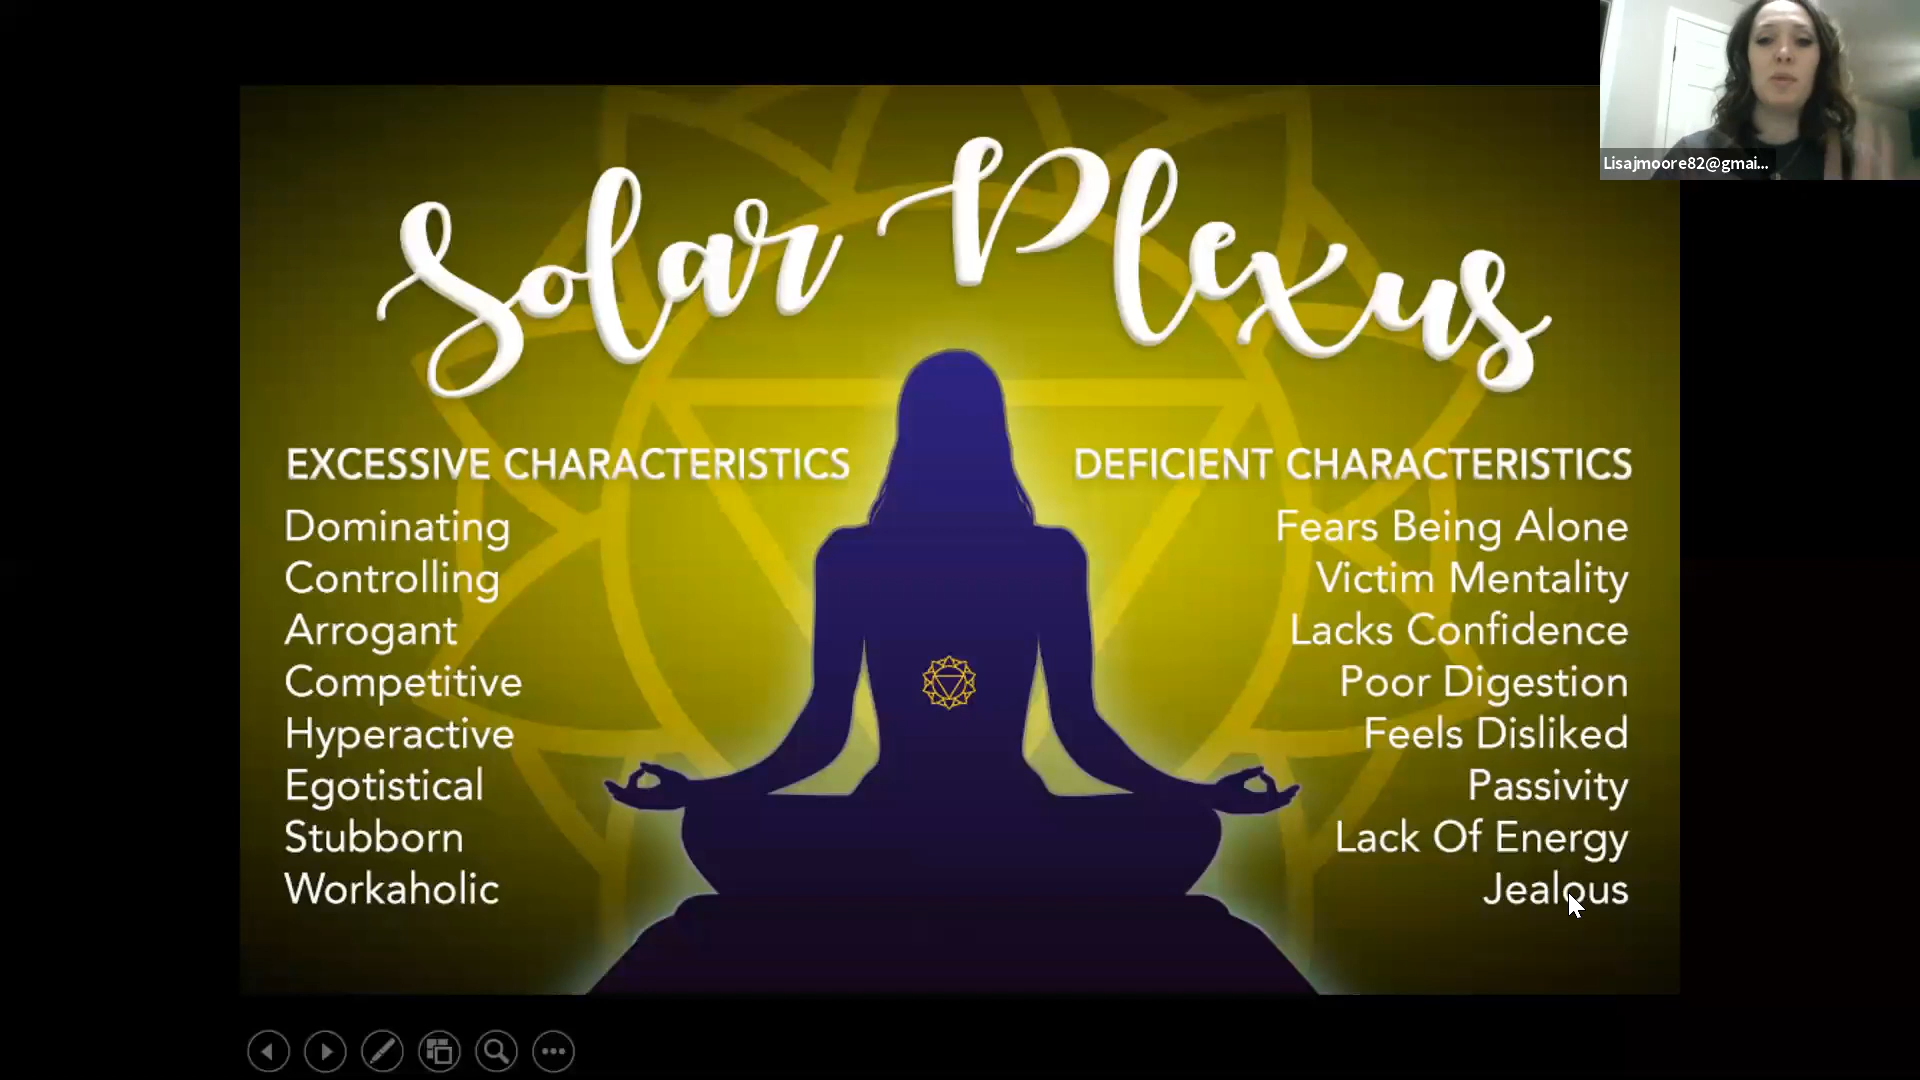 Solar Plexus
EXCESSIVE CHARACTERISTICS
Dominating
Controlling
Arrogant
Competitive
Hyperactive
Egotistical
Stubborn
Workaholic
DEFICIENT CHARACTERISTICS
Fears Being Alone
Victim Mentality
Lacks Confidence
Poor Digestion
Feels Disliked
Passivity
Lack Of Energy
Jealous
Lisajmoore82@gmai...